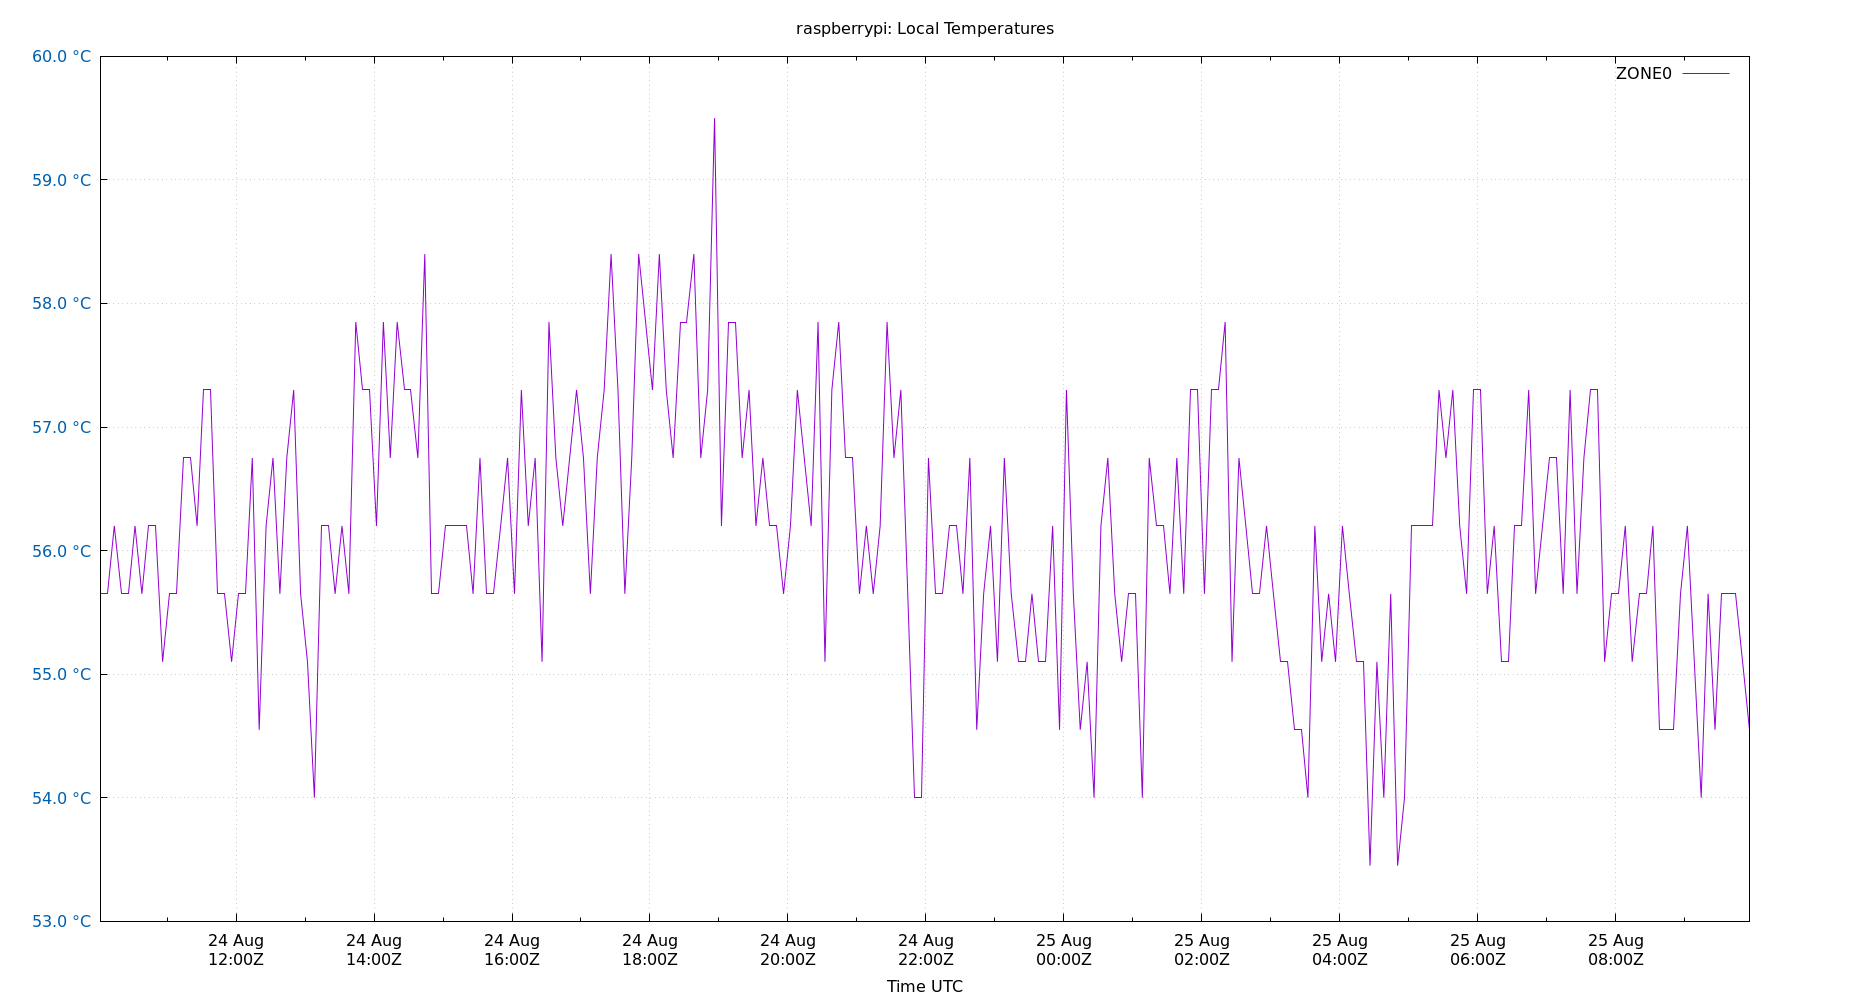 raspberrypi: Local Temperatures
60.0 °C
ZONE0
59.0 °C
58.0 °C
57.0 °C
56.0 °C
55.0 °C
54.0 °C
53.0 °C
24 Aug 24 Aug 24 Aug 24 Aug 24 Aug 24 Aug 25 Aug 25 Aug 25 Aug 25 Aug 25 Aug
12:00Z 14:00Z 16:00Z 18:00Z 20:00Z 22:00Z 00:00Z 02:00Z 04:00Z 06:00Z 08:00Z
Time UTC